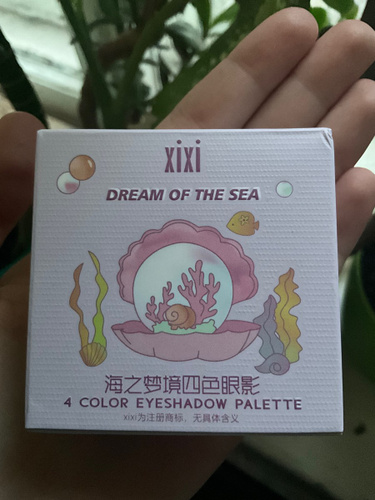 xixi
DREAM OF THE SEA
海之梦境四色眼影
4 COLOR EYESHADOW PALETTE
xixi为注册商标，无具体含义